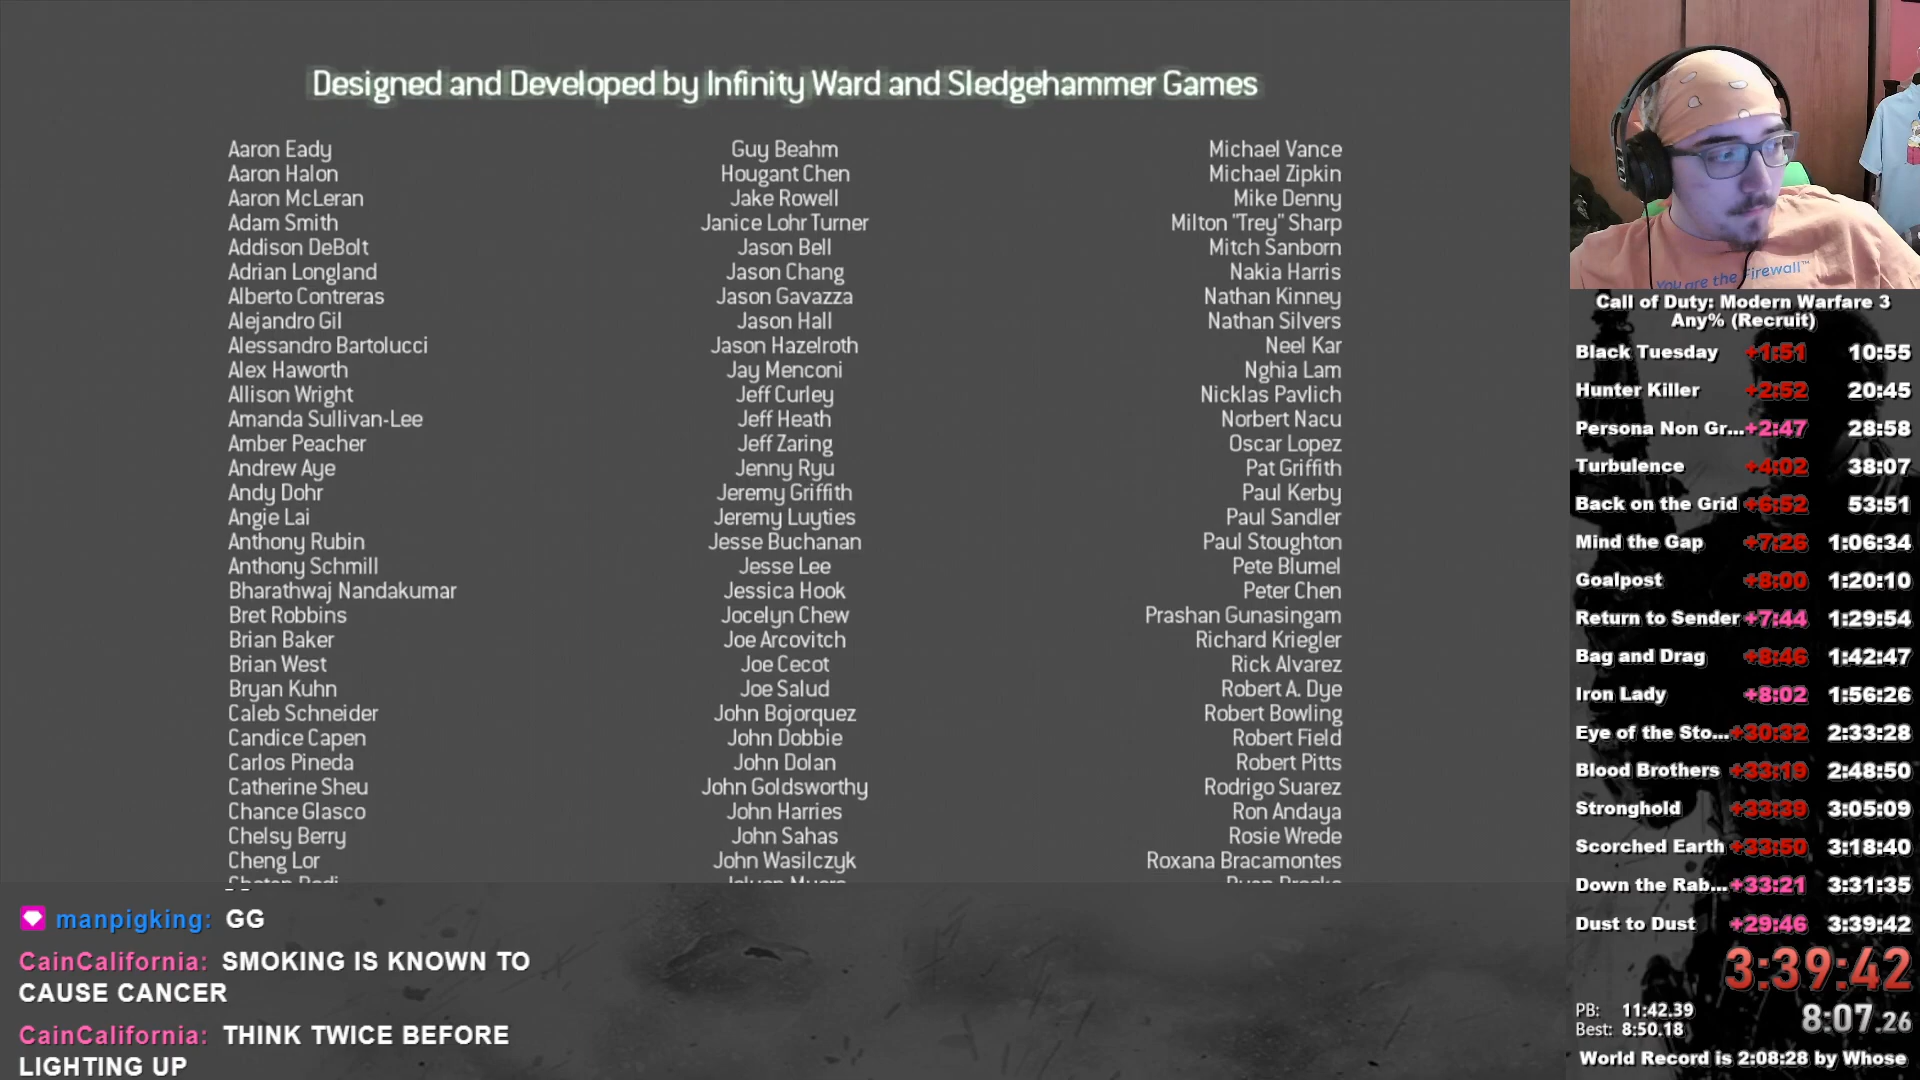 Designed and Developed by Infinity Ward and Sledgehammer Games
Aaron Eady
Aaron Halon
Aaron McLeran
Adam Smith
Addison DeBolt
Adrian Longland
Alberto Contreras
Alejandro Gil
Alessandro Bartolucci
Alex Haworth
Allison Wright
Amanda Sullivan-Lee
Amber Peacher
Andrew Aye
Andy Dohr
Angie Lai
Anthony Rubin
Anthony Schmill
Bharathwaj Nandakumar
Bret Robbins
Brian Baker
Brian West
Bryan Kuhn
Caleb Schneider
Candice Capen
Carlos Pineda
Catherine Sheu
Chance Glasco
Chelsy Berry
Cheng Lor
Guy Beahm
Hougant Chen
Jake Rowell
Janice Lohr Turner
Jason Bell
Jason Chang
Jason Gavazza
Jason Hall
Jason Hazelroth
Jay Menconi
Jeff Curley
Jeff Heath
Jeff Zaring
Jenny Ryu
Jeremy Griffith
Jeremy Luyties
Jesse Buchanan
Jesse Lee
Jessica Hook
Jocelyn Chew
Joe Arcovitch
Joe Cecot
Joe Salud
John Bojorquez
John Dobbie
John Dolan
John Goldsworthy
John Harries
John Sahas
John Wasilczyk
Michael Vance
Michael Zipkin
Mike Denny
Milton "Trey" Sharp
Mitch Sanborn
Nakia Harris
Nathan Kinney
Nathan Silvers
Neel Kar
Nghia Lam
Nicklas Pavlich
Norbert Nacu
Oscar Lopez
Pat Griffith
Paul Kerby
Paul Sandler
Paul Stoughton
Pete Blumel
Peter Chen
Prashan Gunasingam
Richard Kriegler
Rick Alvarez
Robert A. Dye
Robert Bowling
Robert Field
Robert Pitts
Rodrigo Suarez
Ron Andaya
Rosie Wrede
Roxana Bracamontes
manpigking: GG
CainCalifornia: SMOKING IS KNOWN TO
CAUSE CANCER
CainCalifornia: THINK TWICE BEFORE
LIGHTING UP
You are the Firewall™
Call of Duty: Modern Warfare 3
Any% (Recruit)
Black Tuesday +1:51 10:55
Hunter Killer +2:52 20:45
Persona Non Gr... +2:47 28:58
Turbulence +4:02 38:07
Back on the Grid +6:52 53:51
Mind the Gap +7:26 1:06:34
Goalpost +8:00 1:20:10
Return to Sender +7:44 1:29:54
Bag and Drag +8:46 1:42:47
Iron Lady +8:02 1:56:26
Eye of the Sto... +30:32 2:33:28
Blood Brothers +33:19 2:48:50
Stronghold +33:39 3:05:09
Scorched Earth +33:50 3:18:40
Down the Rab... +33:21 3:31:35
Dust to Dust +29:46 3:39:42
3:39:42
PB: 11:42.39
Best: 8:50.18
8:07.26
World Record is 2:08:28 by Whose